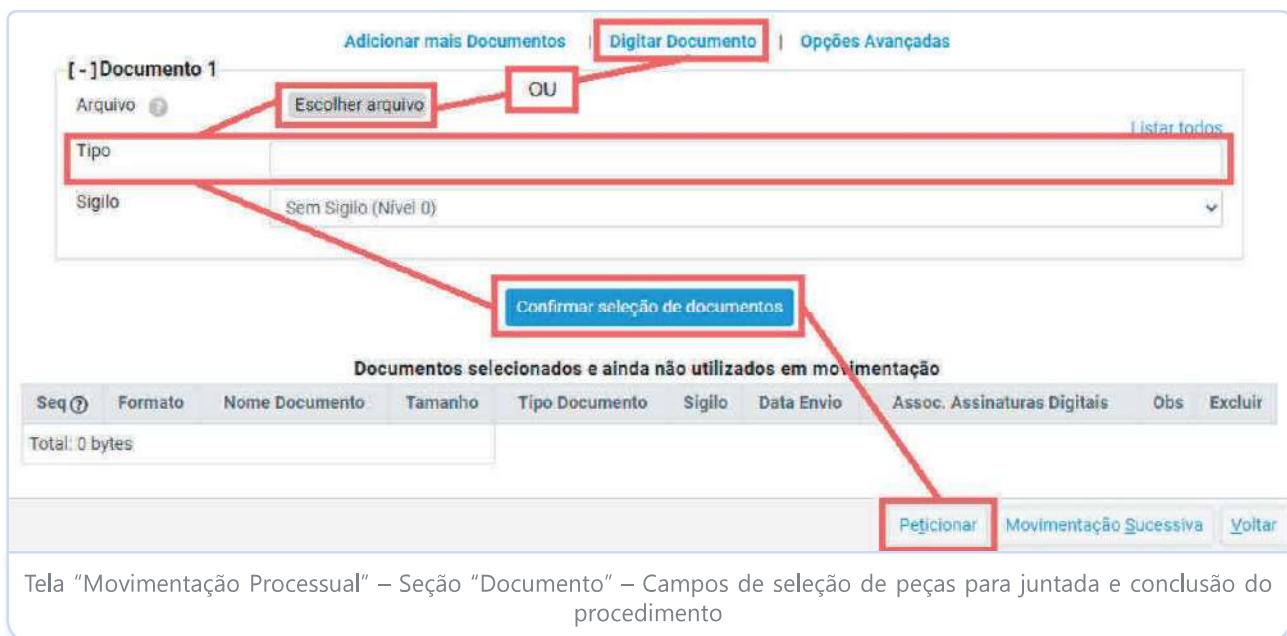 Adicionar mais Documentos | Digitar Documento | Opções Avançadas
[ - ] Documento 1
Arquivo ? Escolher arquivo OU
Listar todos
Tipo
Sigilo Sem Sigilo (Nível 0)
Confirmar seleção de documentos
Documentos selecionados e ainda não utilizados em movimentação
Seq ? Formato Nome Documento Tamanho Tipo Documento Sigilo Data Envio Assoc. Assinaturas Digitais Obs Excluir
Total: 0 bytes
Peticionar Movimentação Sucessiva Voltar
Tela "Movimentação Processual" – Seção "Documento" – Campos de seleção de peças para juntada e conclusão do
procedimento